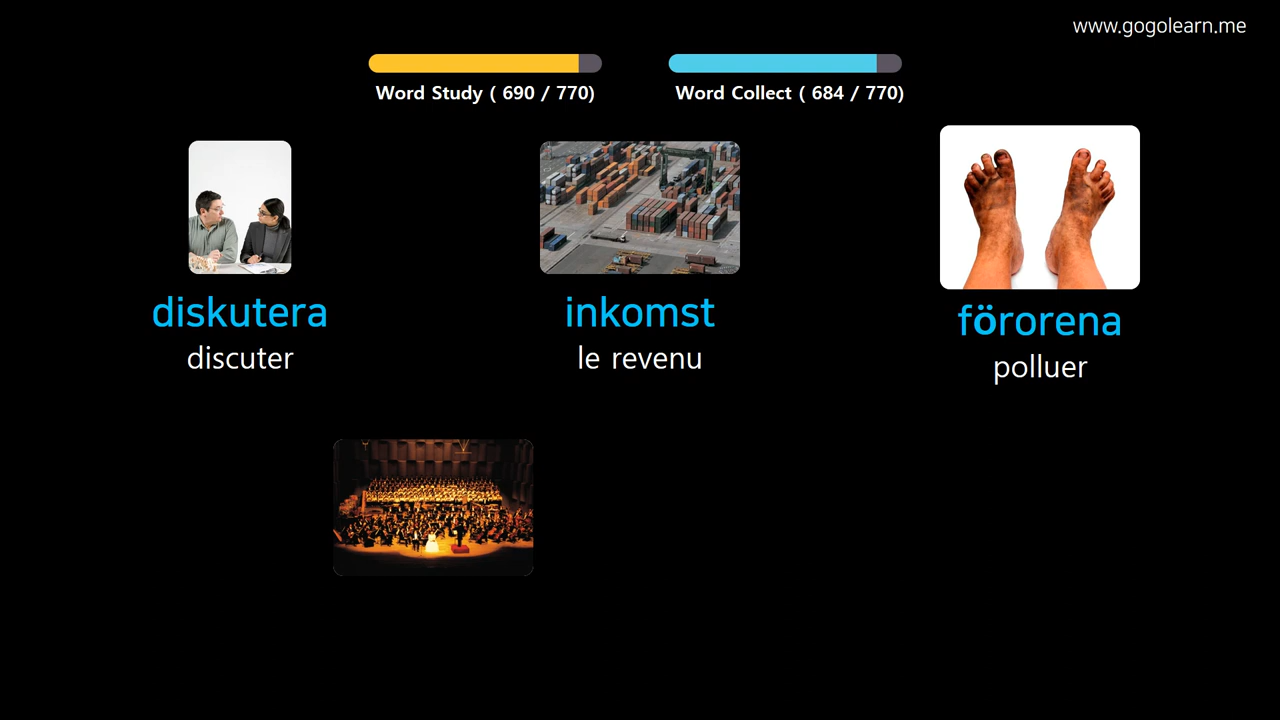 www.gogolearn.me
Word Study ( 690 / 770)
Word Collect ( 684 / 770)
diskutera
discuter
inkomst
le revenu
förorena
polluer